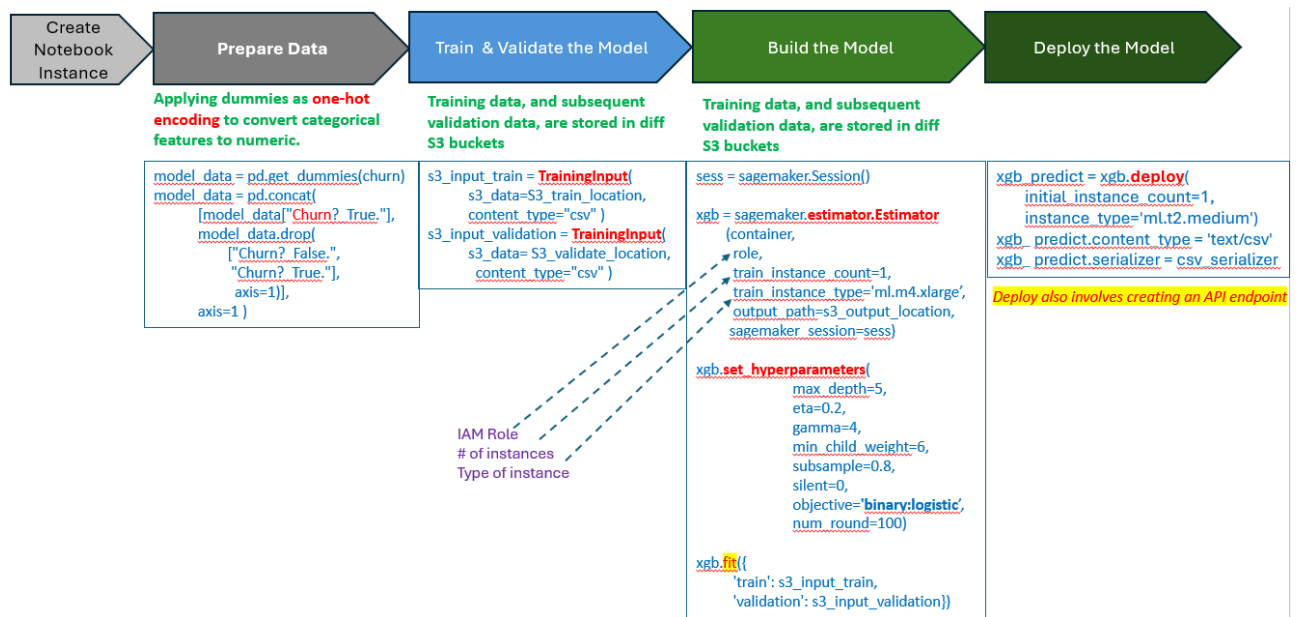 Create
Notebook
Instance
Prepare Data
Train & Validate the Model
Build the Model
Deploy the Model
Applying dummies as one-hot
encoding to convert categorical
features to numeric.
model_data = pd.get_dummies(churn)
model_data = pd.concat(
[model_data["Churn?_True."],
model_data.drop(
["Churn?_False.",
"Churn?_True."],
axis=1)],
axis=1 )
Training data, and subsequent
validation data, are stored in diff
S3 buckets
s3_input_train = TrainingInput(
s3_data=S3_train_location,
content_type="csv" )
s3_input_validation = TrainingInput(
s3_data= S3_validate_location,
content_type="csv" )
IAM Role
# of instances
Type of instance
Training data, and subsequent
validation data, are stored in diff
S3 buckets
sess = sagemaker.Session()
xgb = sagemaker.estimator.Estimator
(container,
role,
train_instance_count=1,
train_instance_type='ml.m4.xlarge’,
output_path=s3_output_location,
sagemaker_session=sess)
xgb.set_hyperparameters(
max_depth=5,
eta=0.2,
gamma=4,
min_child_weight=6,
subsample=0.8,
silent=0,
objective='binary:logistic’,
num_round=100)
xgb.fit({
'train': s3_input_train,
'validation': s3_input_validation})
xgb_predict = xgb.deploy(
initial_instance_count=1,
instance_type='ml.t2.medium')
xgb_ predict.content_type = 'text/csv'
xgb_ predict.serializer = csv_serializer
Deploy also involves creating an API endpoint